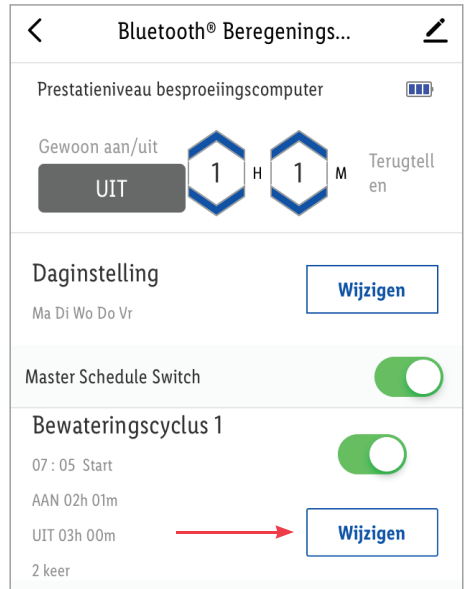 Bluetooth® Beregenings...
Prestatieniveau besproeiingscomputer
Gewoon aan/uit
UIT
1 H 1 M
Terugtell
en
Daginstelling
Wijzigen
Ma Di Wo Do Vr
Master Schedule Switch
Bewateringscyclus 1
07 : 05 Start
AAN 02h 01m
UIT 03h 00m
Wijzigen
2 keer